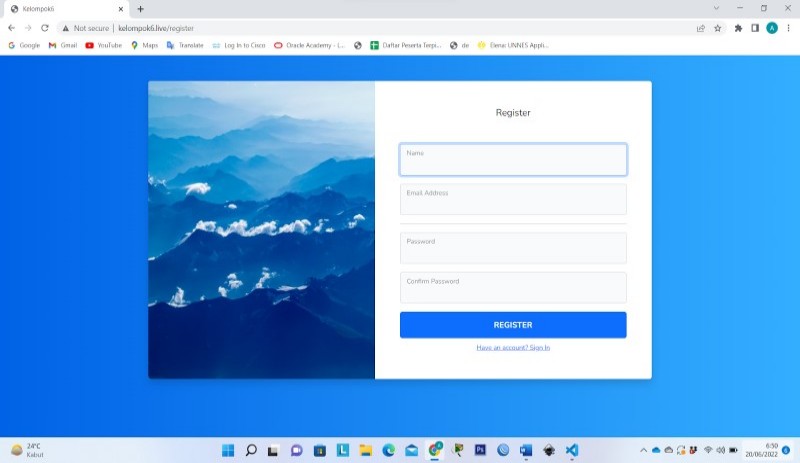 Kelompok6
Not secure | kelompok6.live/register
Google Gmail YouTube Maps Translate Log In to Cisco Oracle Academy - L... Daftar Peserta Terpi... de Elena: UNNES Appli...
A
Register
Name
Email Address
Password
Confirm Password
REGISTER
Have an account? Sign In
24°C
Kabut
6:30
20/06/2022